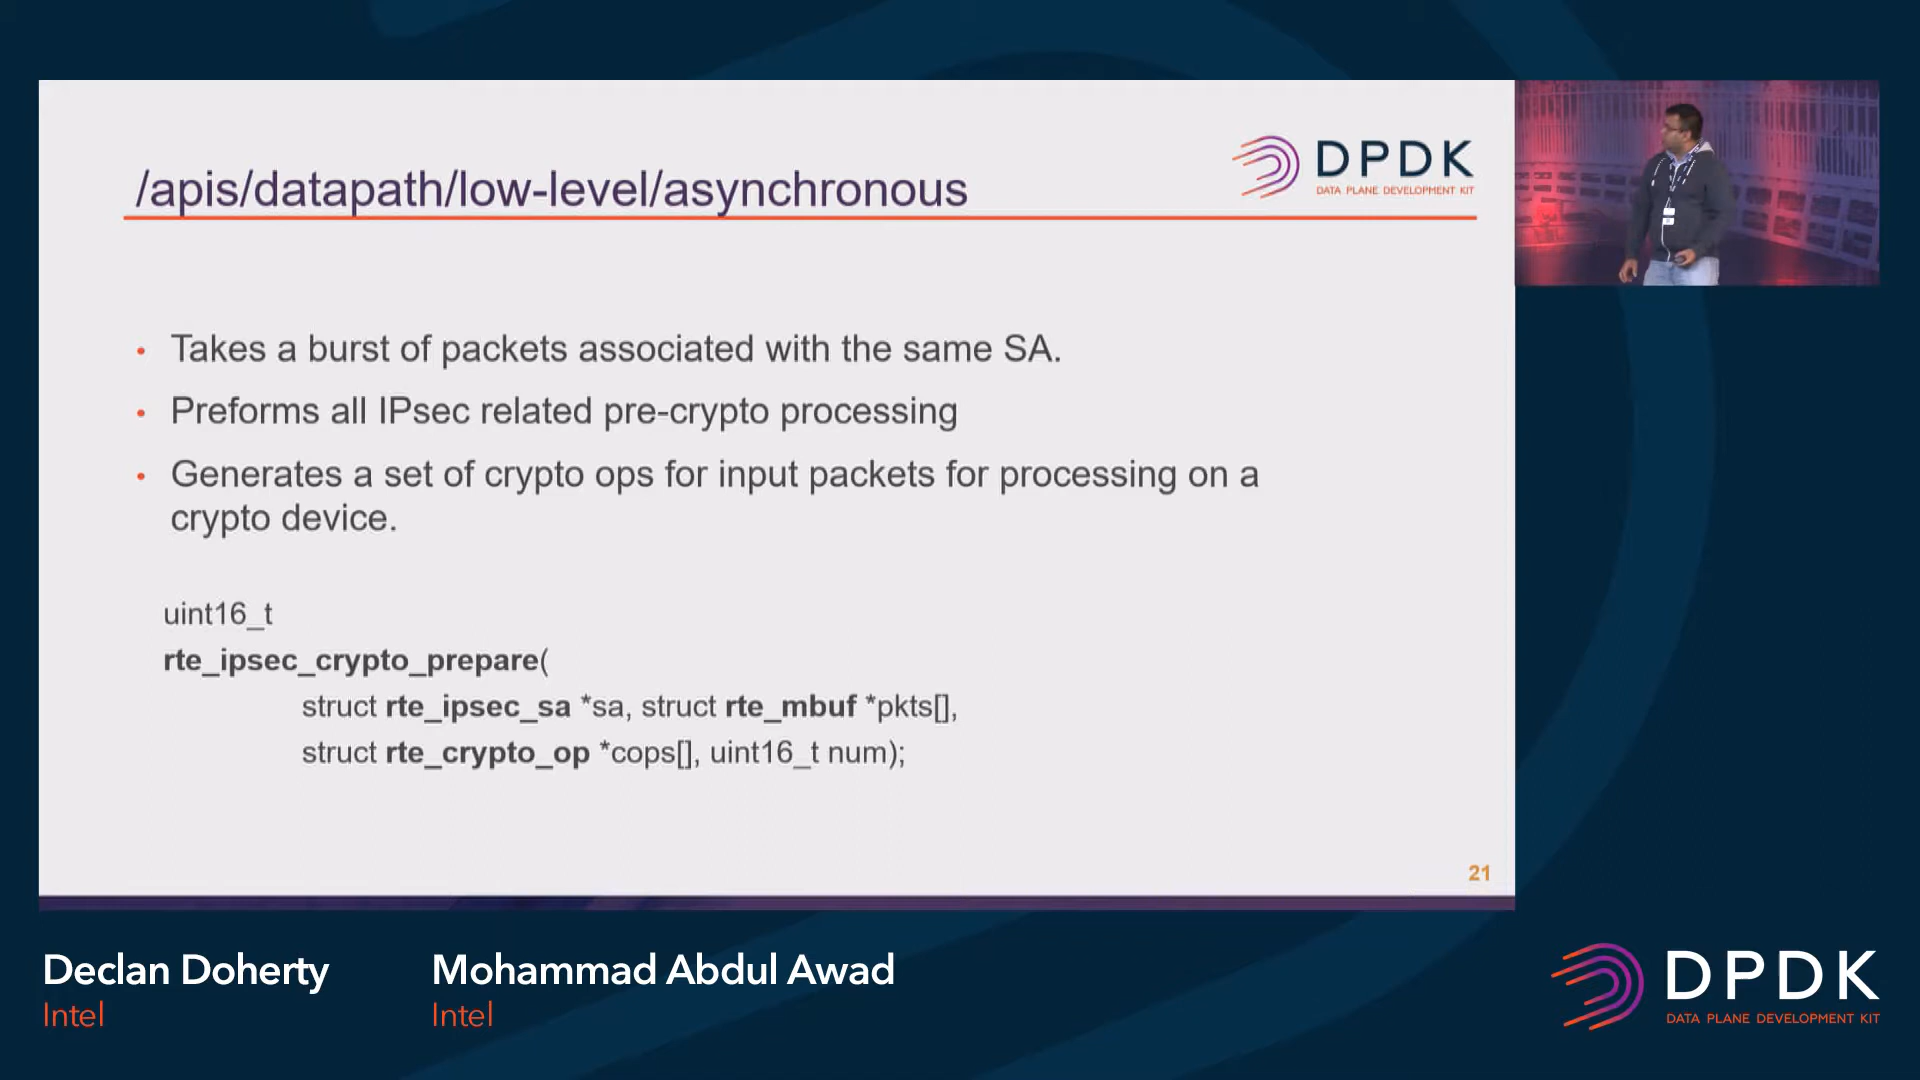 /apis/datapath/low-level/asynchronous
DPDK
DATA PLANE DEVELOPMENT KIT
• Takes a burst of packets associated with the same SA.
• Preforms all IPsec related pre-crypto processing
• Generates a set of crypto ops for input packets for processing on a
crypto device.
uint16_t
rte_ipsec_crypto_prepare(
struct rte_ipsec_sa *sa, struct rte_mbuf *pkts[],
struct rte_crypto_op *cops[], uint16_t num);
21
Declan Doherty
Intel
Mohammad Abdul Awad
Intel
DPDK
DATA PLANE DEVELOPMENT KIT